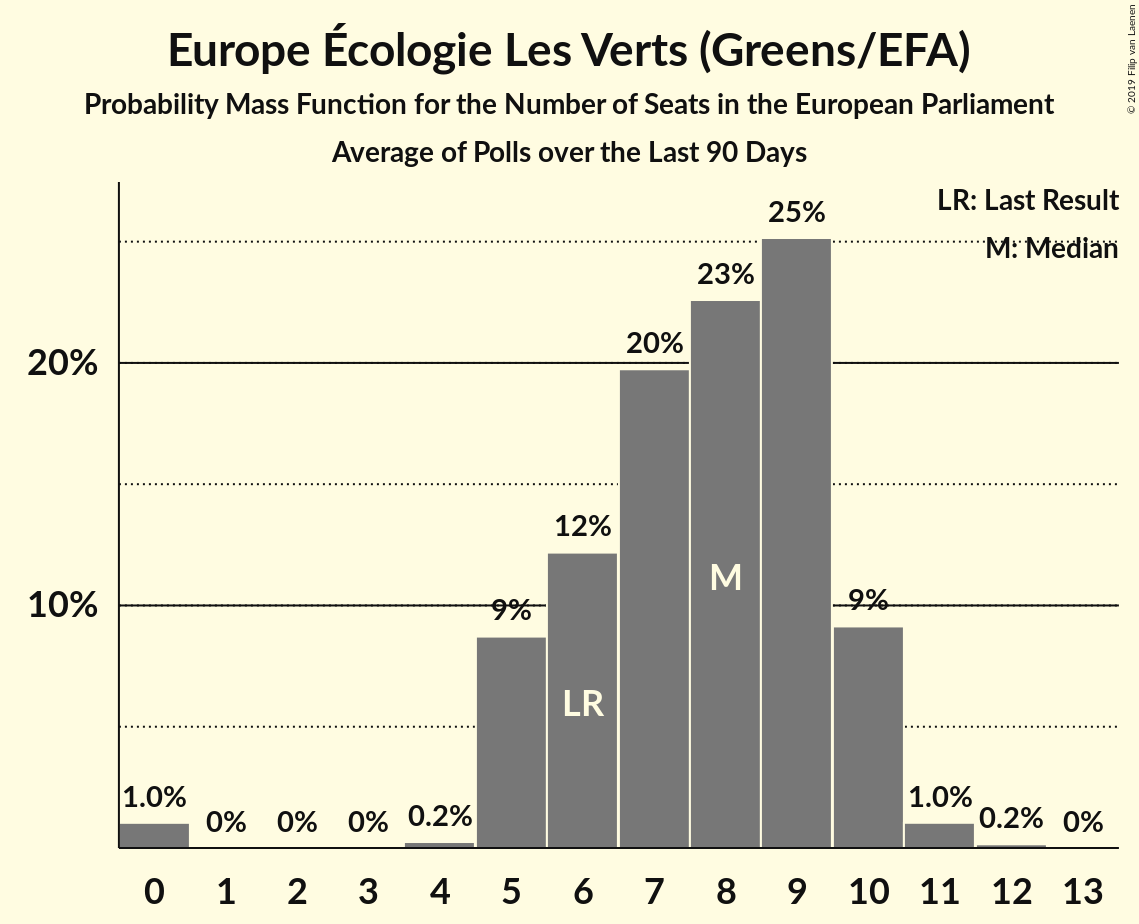 Europe Écologie Les Verts (Greens/EFA)
Probability Mass Function for the Number of Seats in the European Parliament
Average of Polls over the Last 90 Days
© 2019 Filip van Laenen
LR: Last Result
M: Median
25%
23%
20%
20%
12%
M
10%
9%
9%
LR
1.0%
0%
0%
0%
0.2%
1.0%
0.2%
0%
0 1 2 3 4 5 6 7 8 9 10 11 12 13